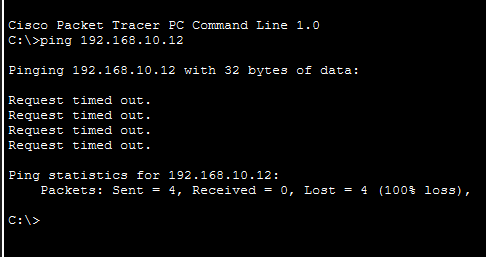 Cisco Packet Tracer PC Command Line 1.0
C:\>ping 192.168.10.12
Pinging 192.168.10.12 with 32 bytes of data:
Request timed out.
Request timed out.
Request timed out.
Request timed out.
Ping statistics for 192.168.10.12:
    Packets: Sent = 4, Received = 0, Lost = 4 (100% loss),
C:\>